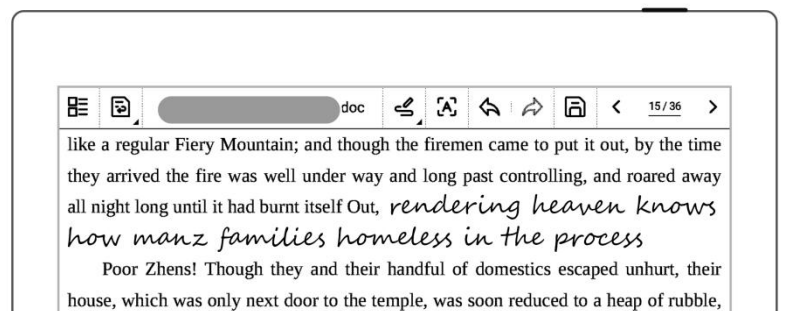 doc 15 / 36
like a regular Fiery Mountain; and though the firemen came to put it out, by the time
they arrived the fire was well under way and long past controlling, and roared away
all night long until it had burnt itself Out, rendering heaven knows
how manz families homeless in the process
Poor Zhens! Though they and their handful of domestics escaped unhurt, their
house, which was only next door to the temple, was soon reduced to a heap of rubble,